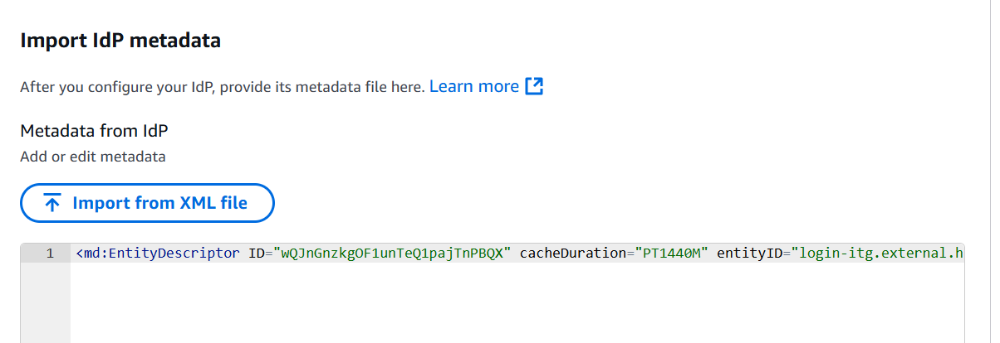 Import IdP metadata
After you configure your IdP, provide its metadata file here. Learn more
Metadata from IdP
Add or edit metadata
Import from XML file
1 <md:EntityDescriptor ID="wQJnGnzkgOF1unTeQ1pajTnPBQX" cacheDuration="PT1440M" entityID="login-itg.external.h